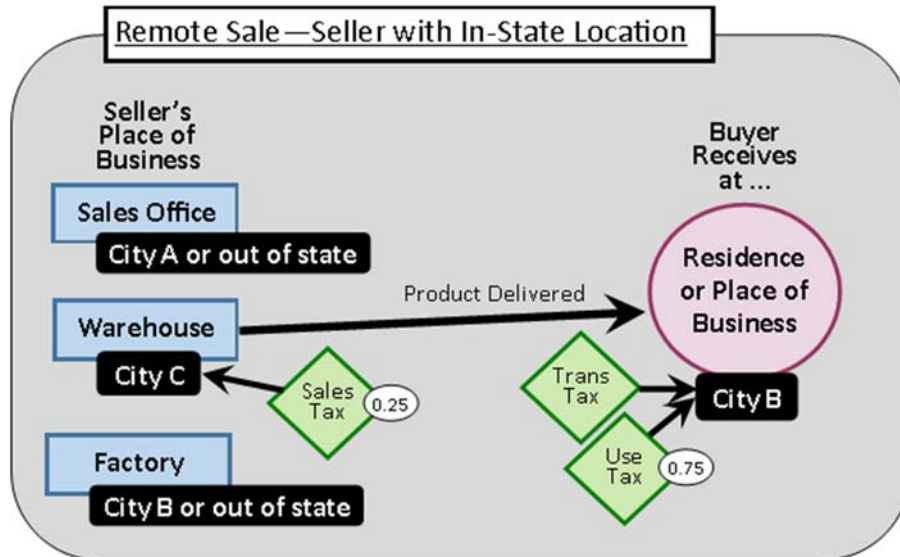 Remote Sale—Seller with In-State Location
Seller's
Place of
Business
Buyer
Receives
at ...
Sales Office
City A or out of state
Residence
or Place of
Business
Product Delivered
Warehouse
City C
Sales
Tax
0.25
Trans
Tax
City B
Factory
City B or out of state
Use
Tax
0.75